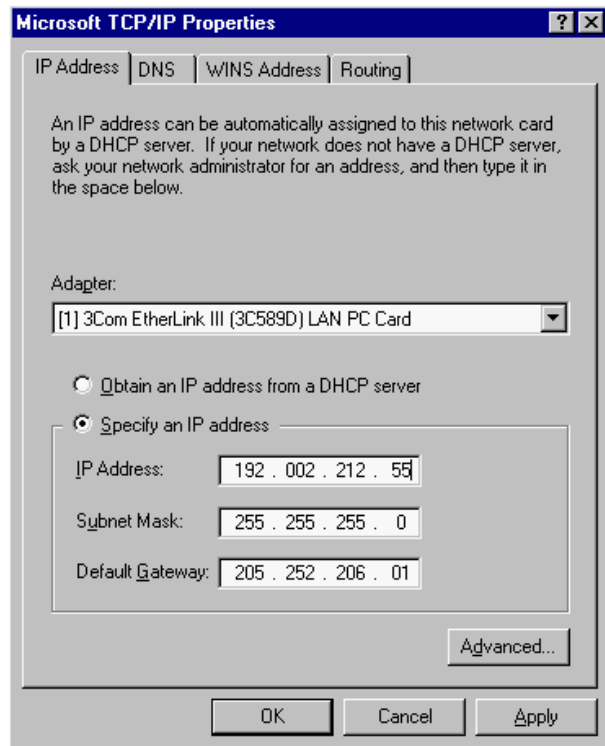 Microsoft TCP/IP Properties
IP Address DNS WINS Address Routing
An IP address can be automatically assigned to this network card
by a DHCP server. If your network does not have a DHCP server,
ask your network administrator for an address, and then type it in
the space below.
Adapter:
[1] 3Com EtherLink III (3C589D) LAN PC Card
Obtain an IP address from a DHCP server
Specify an IP address
IP Address: 192 . 002 . 212 . 55
Subnet Mask: 255 . 255 . 255 . 0
Default Gateway: 205 . 252 . 206 . 01
Advanced...
OK Cancel Apply